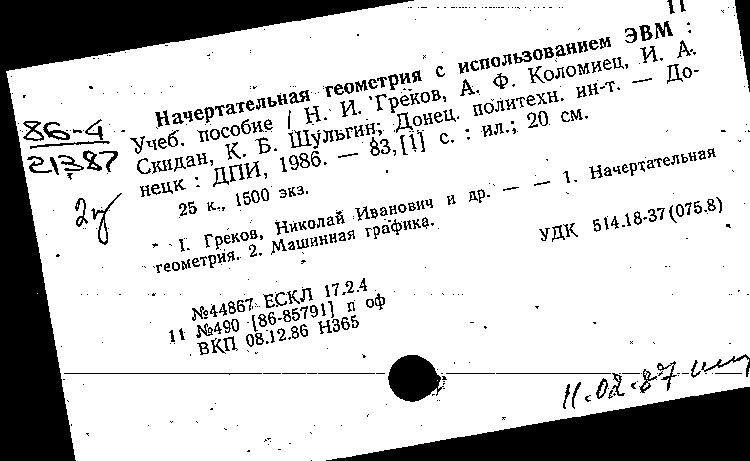 11
Начертательная геометрия с использованием ЭВМ :
Учеб. пособие / Н. И. Греков, А. Ф. Коломиец, И. А.
Скидан, К. Б. Шульгин; Донец. политехн. ин-т. — До-
нецк : ДПИ, 1986. — 83,[1] с. : ил.; 20 см.
25 к., 1500 экз.
86-4
21387
I. Греков, Николай Иванович и др. — — 1. Начертательная
геометрия. 2. Машинная графика.
УДК 514.18-37(075.8)
№44867 ЕСКЛ 17.2.4
11 №490 [86-85791] п оф
ВКП 08.12.86 Н365
11.02.87